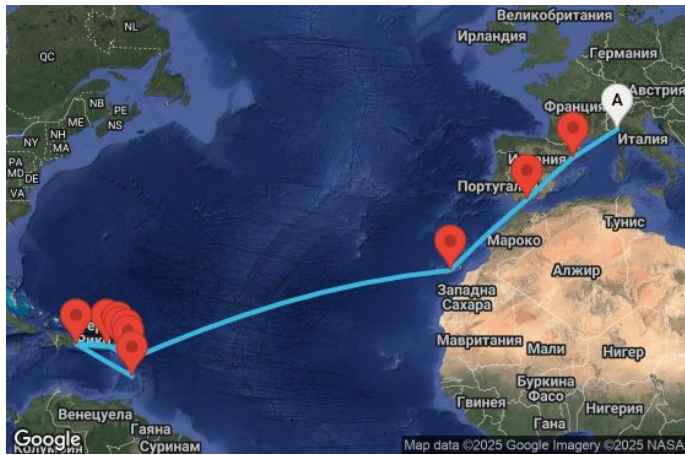 NL
Великобритания
QC
Ирландия
Германия
A
NB
PE
Австрия
ME
NS
Франция
NY
NH
MA
Италия
PA
MD
DE
VA
Португалия
Тунис
Мароко
Алжир
Западна
Сахара
Мавритания
Мали
Нигер
Буркина
Фасо
Венецуела
Гвинея
Нигерия
Гана
Гаяна
Суринам
Google
Map data ©2025 Google Imagery ©2025 NASA